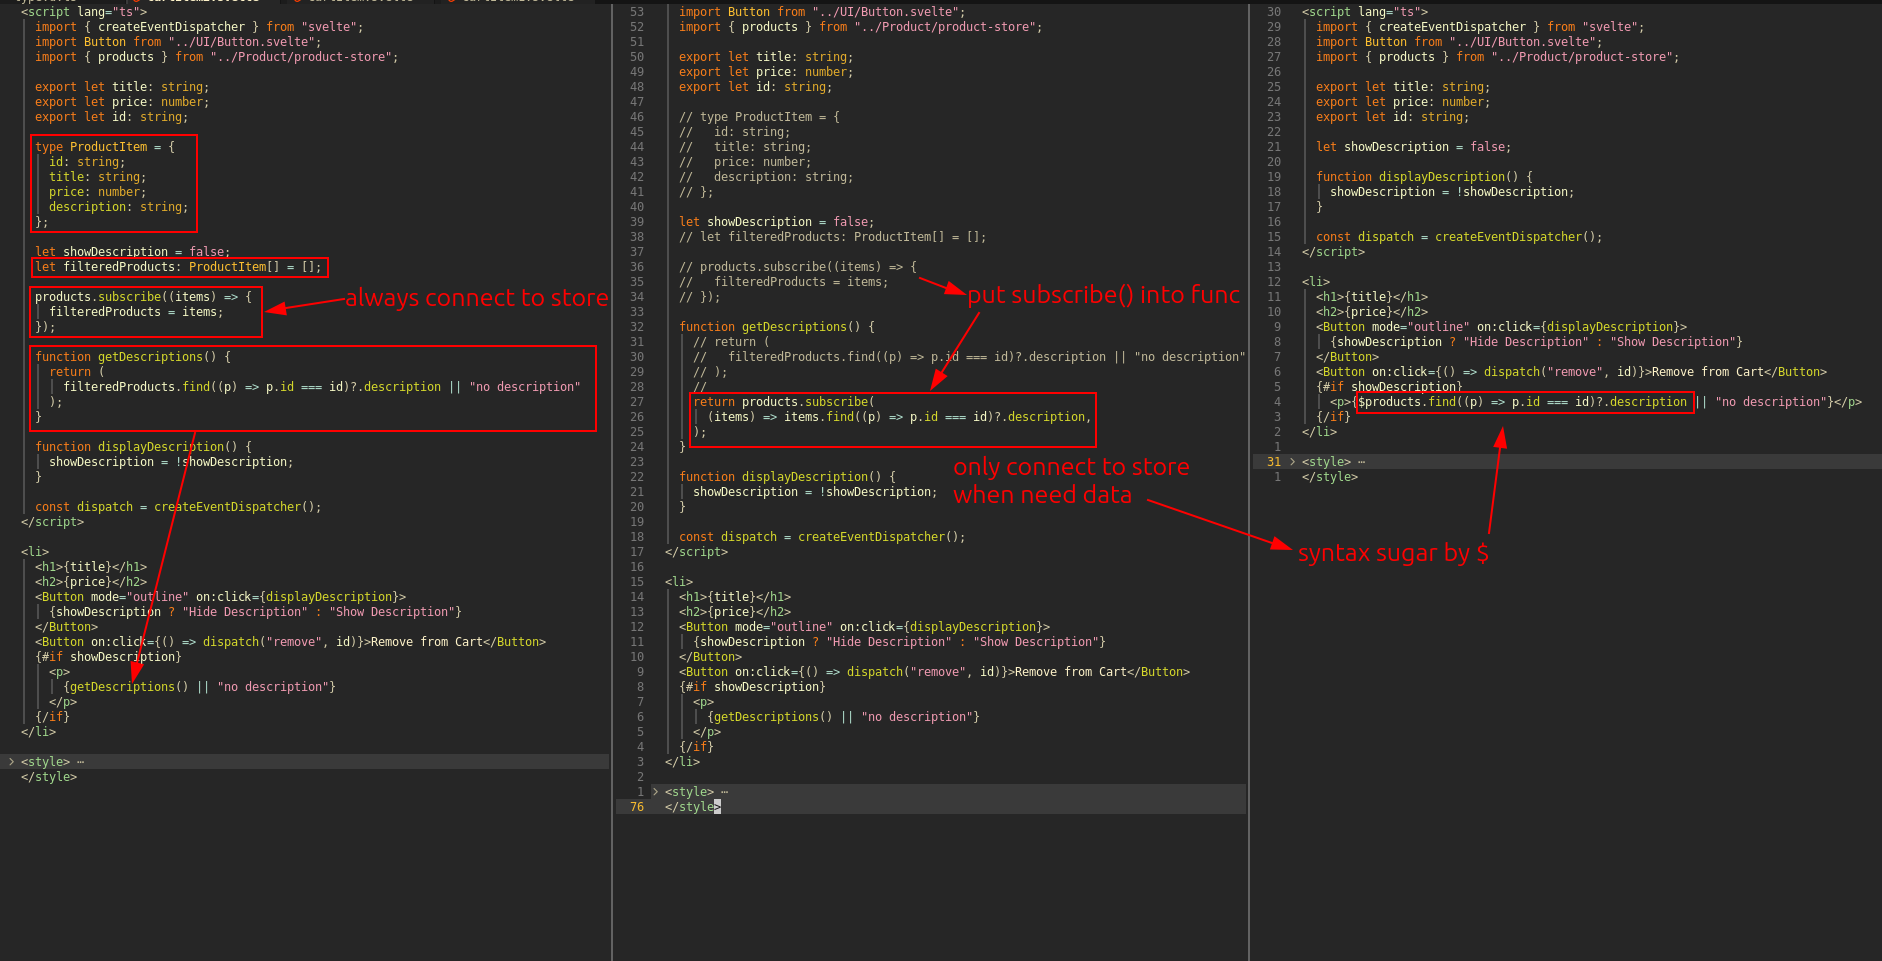 <script lang="ts">
import { createEventDispatcher } from "svelte";
import Button from "../UI/Button.svelte";
import { products } from "../Product/product-store";
export let title: string;
export let price: number;
export let id: string;
type ProductItem = {
id: string;
title: string;
price: number;
description: string;
};
let showDescription = false;
let filteredProducts: ProductItem[] = [];
products.subscribe((items) => {
filteredProducts = items;
});
always connect to store
function getDescriptions() {
return (
filteredProducts.find((p) => p.id === id)?.description || "no description"
);
}
function displayDescription() {
showDescription = !showDescription;
}
const dispatch = createEventDispatcher();
</script>
<li>
<h1>{title}</h1>
<h2>{price}</h2>
<Button mode="outline" on:click={displayDescription}>
{showDescription ? "Hide Description" : "Show Description"}
</Button>
<Button on:click={() => dispatch("remove", id)}>Remove from Cart</Button>
{#if showDescription}
<p>
{getDescriptions() || "no description"}
</p>
{/if}
</li>
> <style> ⋯
</style>
53 import Button from "../UI/Button.svelte";
52 import { products } from "../Product/product-store";
51
50 export let title: string;
49 export let price: number;
48 export let id: string;
47
46 // type ProductItem = {
45 //   id: string;
44 //   title: string;
43 //   price: number;
42 //   description: string;
41 // };
40
39 let showDescription = false;
38 // let filteredProducts: ProductItem[] = [];
37
36 // products.subscribe((items) => {
35 //   filteredProducts = items;
34 // });
put subscribe() into func
33
32 function getDescriptions() {
31 // return (
30 //   filteredProducts.find((p) => p.id === id)?.description || "no description"
29 // );
28 //
27 return products.subscribe(
26 (items) => items.find((p) => p.id === id)?.description,
25 );
24 }
23
only connect to store
when need data
22 function displayDescription() {
21 showDescription = !showDescription;
20 }
19
18 const dispatch = createEventDispatcher();
17 </script>
16
15 <li>
14 <h1>{title}</h1>
13 <h2>{price}</h2>
12 <Button mode="outline" on:click={displayDescription}>
11 {showDescription ? "Hide Description" : "Show Description"}
10 </Button>
9 <Button on:click={() => dispatch("remove", id)}>Remove from Cart</Button>
8 {#if showDescription}
7 <p>
6 {getDescriptions() || "no description"}
5 </p>
4 {/if}
3 </li>
2
1 > <style> ⋯
76 </style>
30 <script lang="ts">
29 import { createEventDispatcher } from "svelte";
28 import Button from "../UI/Button.svelte";
27 import { products } from "../Product/product-store";
26
25 export let title: string;
24 export let price: number;
23 export let id: string;
22
21 let showDescription = false;
20
19 function displayDescription() {
18 showDescription = !showDescription;
17 }
16
15 const dispatch = createEventDispatcher();
14 </script>
13
12 <li>
11 <h1>{title}</h1>
10 <h2>{price}</h2>
9 <Button mode="outline" on:click={displayDescription}>
8 {showDescription ? "Hide Description" : "Show Description"}
7 </Button>
6 <Button on:click={() => dispatch("remove", id)}>Remove from Cart</Button>
5 {#if showDescription}
4 <p>{$products.find((p) => p.id === id)?.description || "no description"}</p>
3 {/if}
2 </li>
1
31 > <style> ⋯
1 </style>
syntax sugar by $